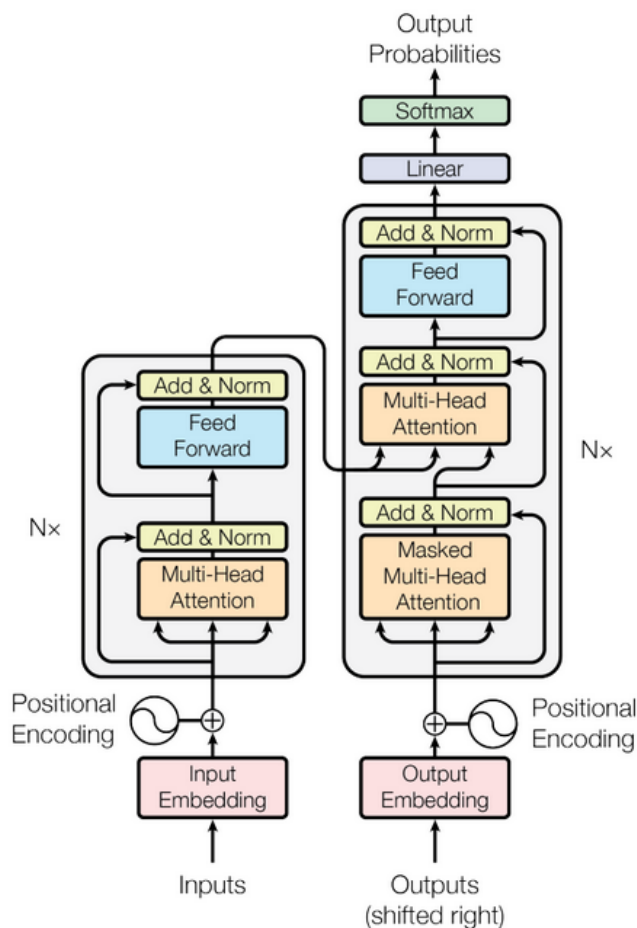 Output
Probabilities
Softmax
Linear
Add & Norm
Feed
Forward
Add & Norm
Multi-Head
Attention
Nx
Add & Norm
Masked
Multi-Head
Attention
Add & Norm
Feed
Forward
Nx
Add & Norm
Multi-Head
Attention
Positional
Encoding
Input
Embedding
Inputs
Positional
Encoding
Output
Embedding
Outputs
(shifted right)